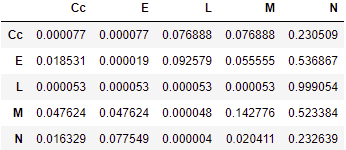 Cc E L M N
Cc 0.000077 0.000077 0.076888 0.076888 0.230509
E 0.018531 0.000019 0.092579 0.055555 0.536867
L 0.000053 0.000053 0.000053 0.000053 0.999054
M 0.047624 0.047624 0.000048 0.142776 0.523384
N 0.016329 0.077549 0.000004 0.020411 0.232639